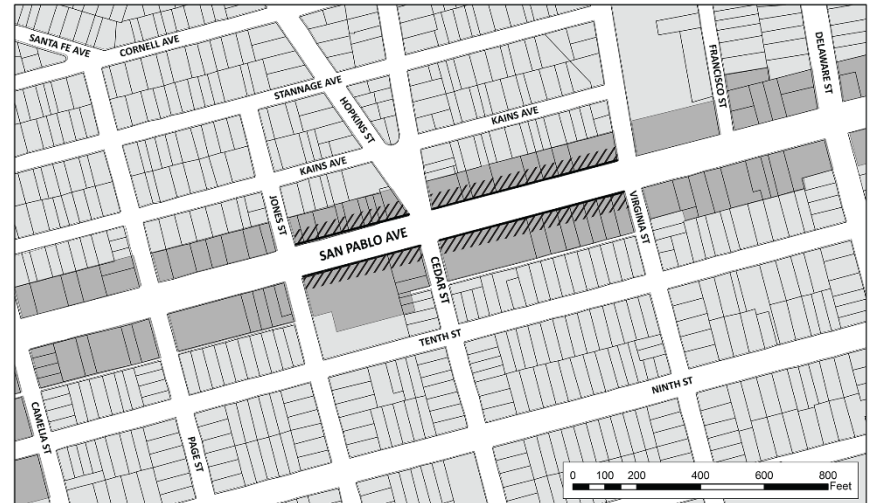 SANTA FE AVE
CORNELL AVE
STANNAGE AVE
HOPKINS ST
KAINS AVE
KAINS AVE
FRANCISCO ST
DELAWARE ST
JONES ST
SAN PABLO AVE
VIRGINIA ST
CEDAR ST
TENTH ST
NINTH ST
CAMELIA ST
PAGE ST
0 100 200 400 600 800
Feet